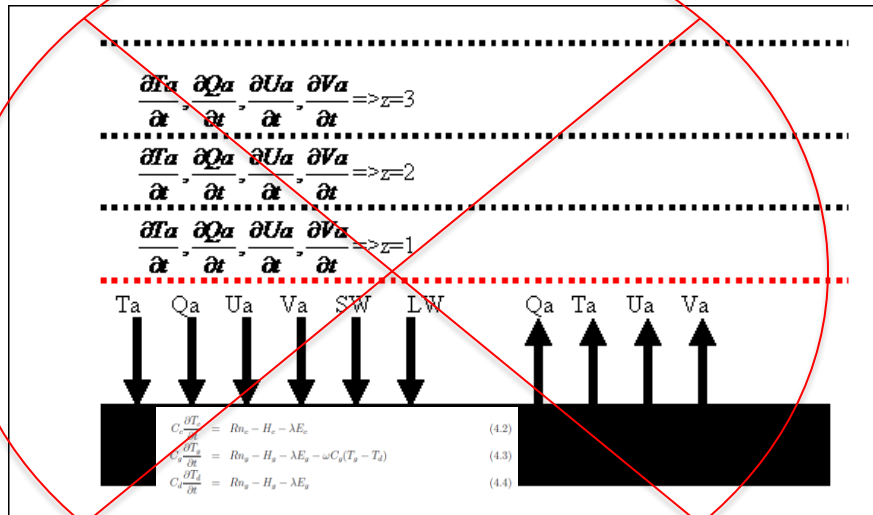 ∂Ta/∂t, ∂Qa/∂t, ∂Ua/∂t, ∂Va/∂t =>z=3
∂Ta/∂t, ∂Qa/∂t, ∂Ua/∂t, ∂Va/∂t =>z=2
∂Ta/∂t, ∂Qa/∂t, ∂Ua/∂t, ∂Va/∂t =>z=1
Ta Qa Ua Va SW LW Qa Ta Ua Va
C_c ∂T_c/∂t = Rn_c − H_c − λE_c (4.2)
C_g ∂T_g/∂t = Rn_g − H_g − λE_g − ωC_g(T_g − T_d) (4.3)
C_d ∂T_d/∂t = Rn_g − H_g − λE_g (4.4)